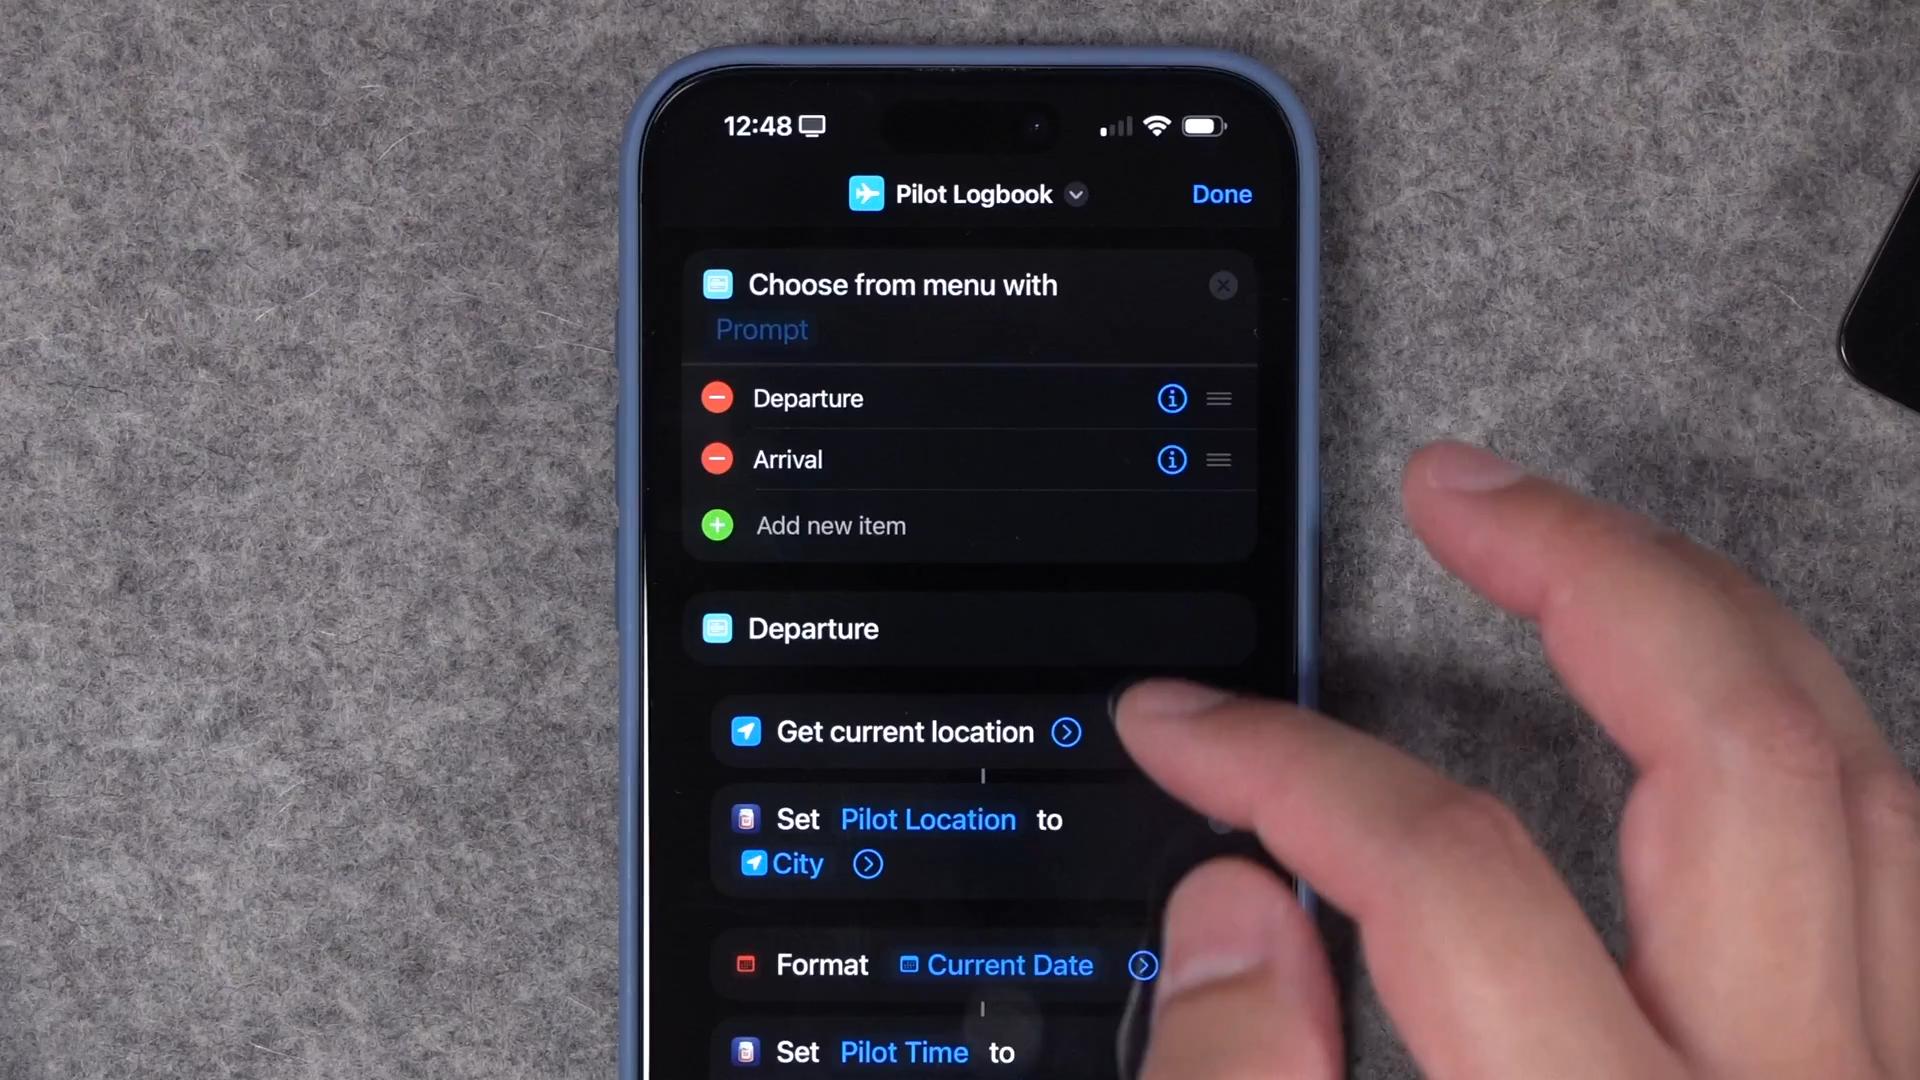 12:48
Pilot Logbook
Done
Choose from menu with
Prompt
Departure
Arrival
Add new item
Departure
Get current location
Set Pilot Location to
City
Format Current Date
Set Pilot Time to